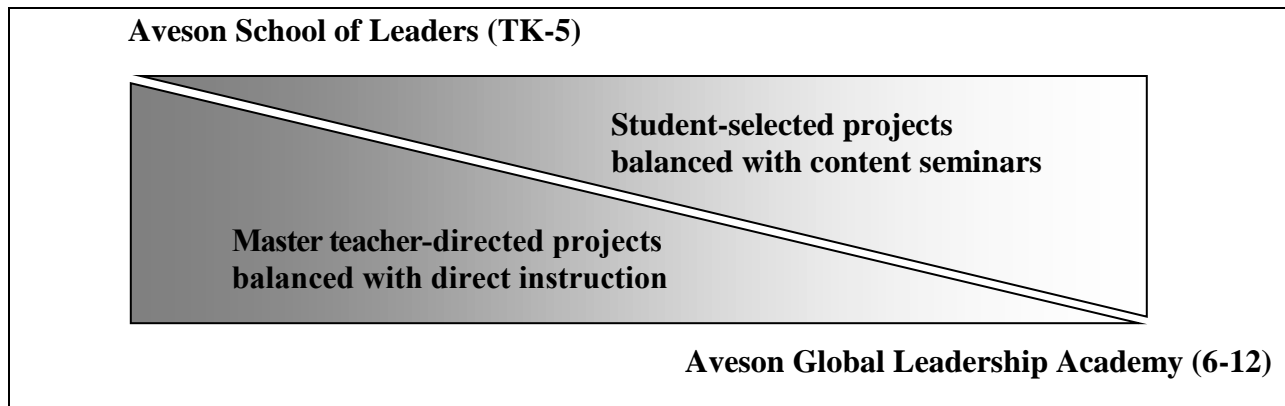 Aveson School of Leaders (TK-5)
Student-selected projects
balanced with content seminars
Master teacher-directed projects
balanced with direct instruction
Aveson Global Leadership Academy (6-12)